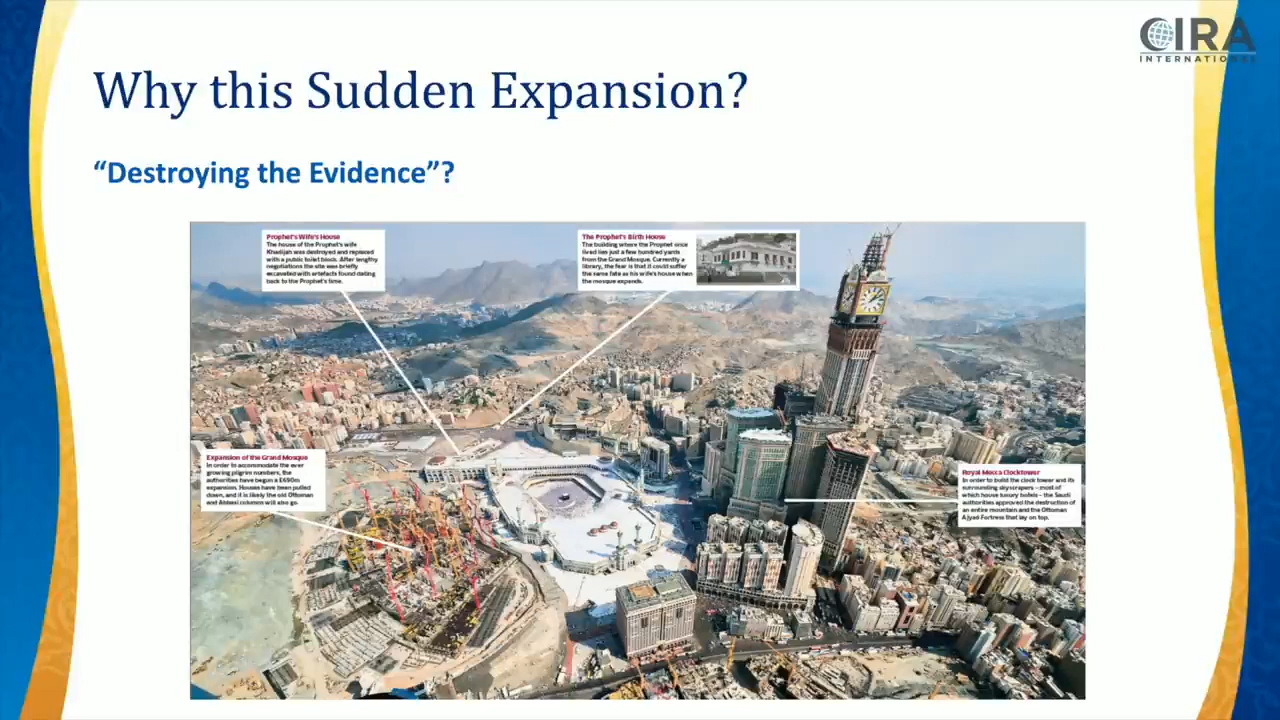 CIRA
INTERNATIONAL
Why this Sudden Expansion?
“Destroying the Evidence”?
Prophet's Wife's House
The house of the Prophet's wife
Khadijah was destroyed and replaced
with a public toilet block. After lengthy
negotiations the site was briefly
excavated with artefacts found dating
back to the Prophet's time.
The Prophet's Birth House
The building where the Prophet once
lived lies just a few hundred yards
from the Grand Mosque. Currently a
library, the fear is that it could suffer
the same fate as his wife's house when
the mosque expands.
Expansion of the Grand Mosque
In order to accommodate the ever
growing pilgrim numbers, the
authorities have begun a £690m
expansion. Houses have been pulled
down, and it is likely the old Ottoman
and Abbasi columns will also go.
Royal Mecca Clocktower
In order to build the clock tower and its
surrounding skyscrapers – most of
which house luxury hotels – the Saudi
authorities approved the destruction of
an entire mountain and the Ottoman
Ajyad Fortress that lay on top.